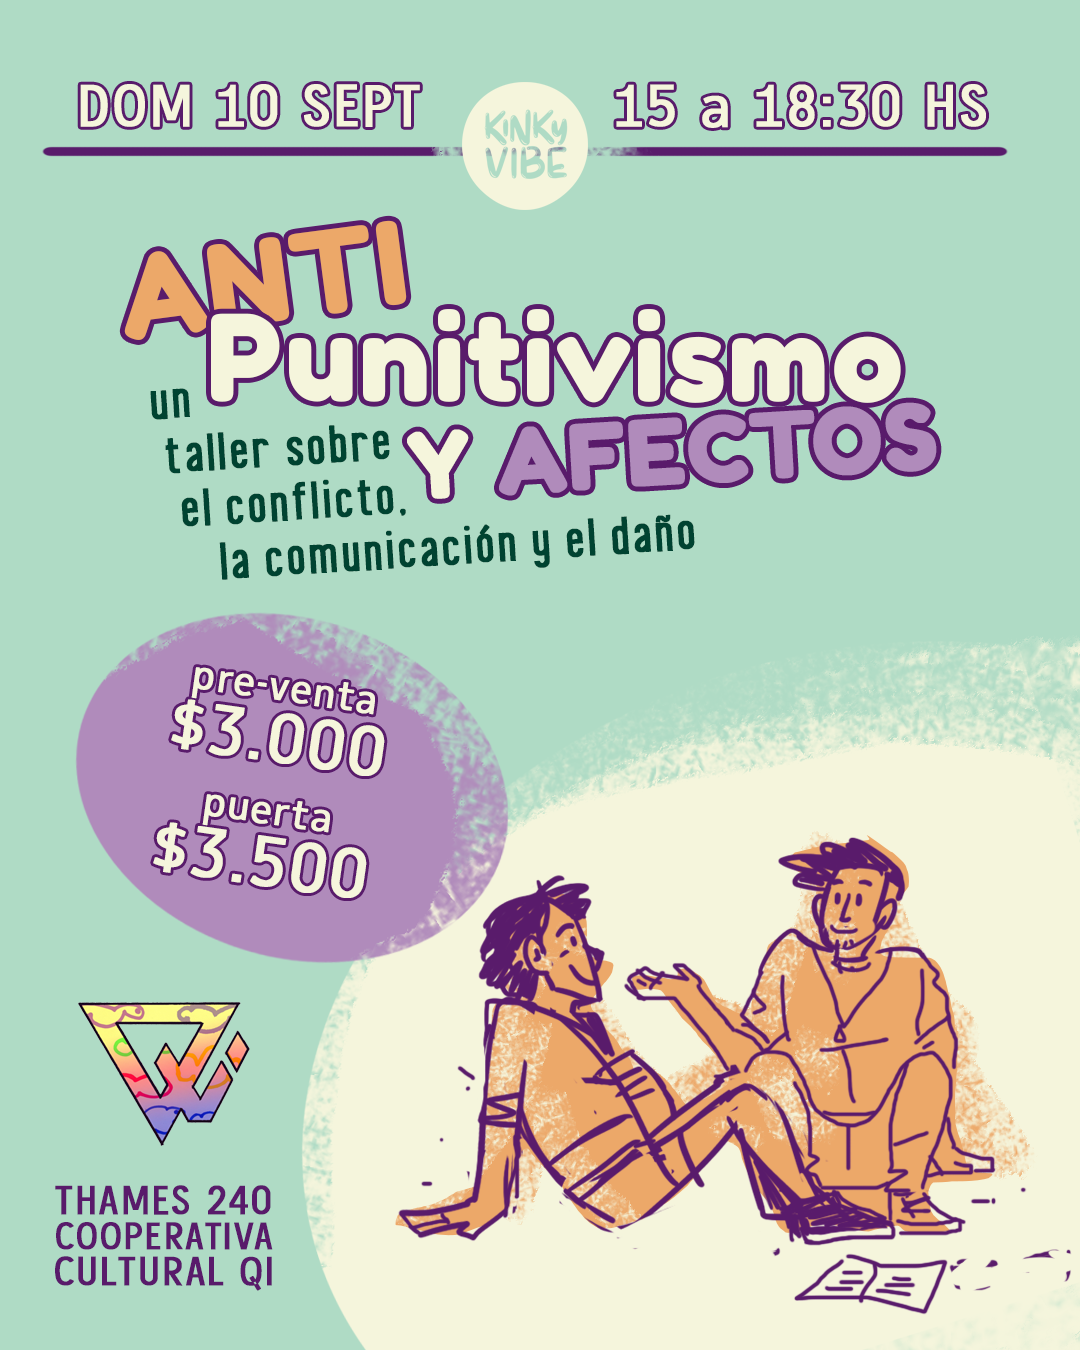 DOM 10 SEPT
KINKY
VIBE
15 a 18:30 HS
ANTI
Punitivismo
Y AFECTOS
un
taller sobre
el conflicto,
la comunicación y el daño
pre-venta
$3.000
puerta
$3.500
THAMES 240
COOPERATIVA
CULTURAL QI